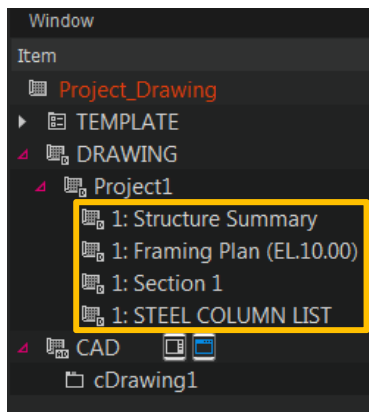 Window
Item
Project_Drawing
TEMPLATE
DRAWING
Project1
1: Structure Summary
1: Framing Plan (EL.10.00)
1: Section 1
1: STEEL COLUMN LIST
CAD
cDrawing1